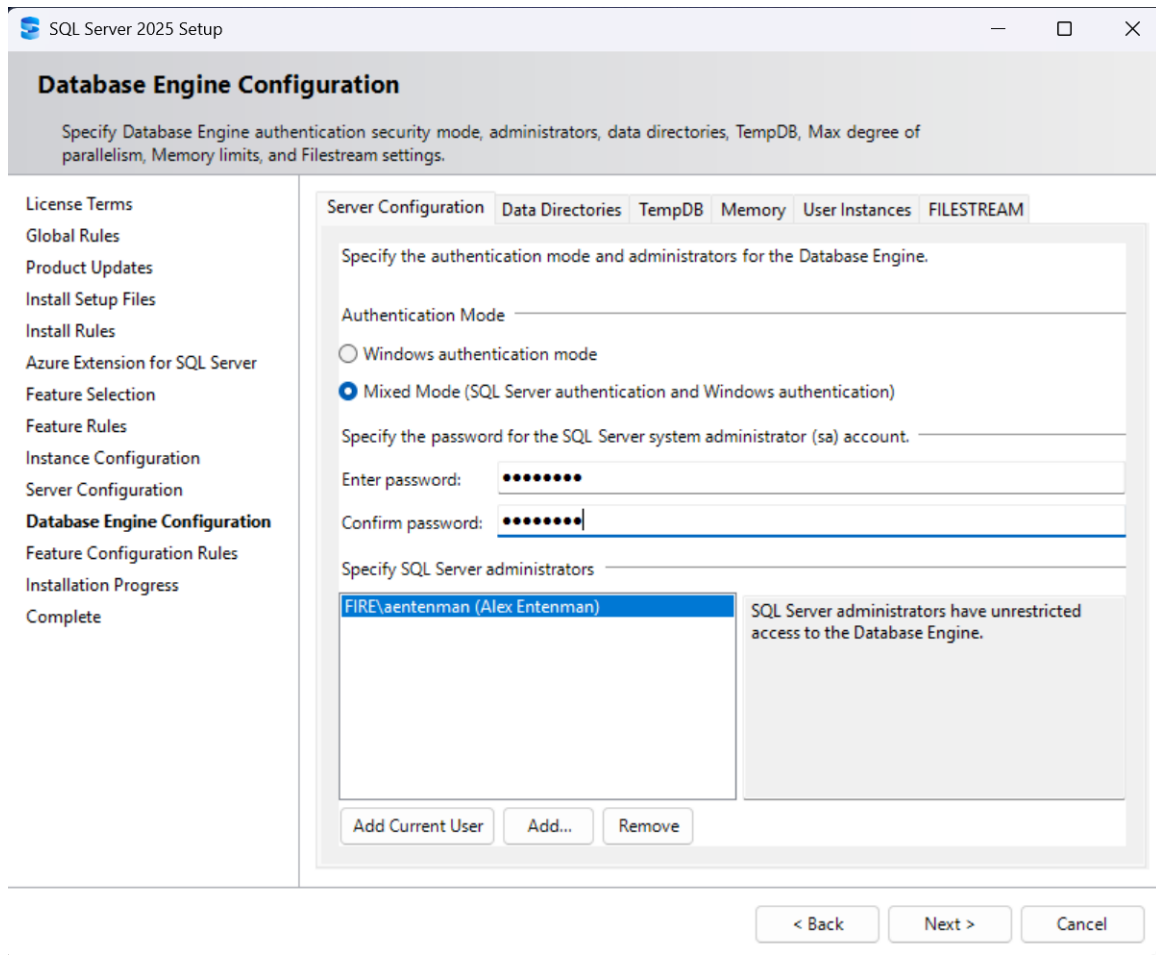 SQL Server 2025 Setup
Database Engine Configuration
Specify Database Engine authentication security mode, administrators, data directories, TempDB, Max degree of
parallelism, Memory limits, and Filestream settings.
License Terms
Global Rules
Product Updates
Install Setup Files
Install Rules
Azure Extension for SQL Server
Feature Selection
Feature Rules
Instance Configuration
Server Configuration
Database Engine Configuration
Feature Configuration Rules
Installation Progress
Complete
Server Configuration Data Directories TempDB Memory User Instances FILESTREAM
Specify the authentication mode and administrators for the Database Engine.
Authentication Mode
Windows authentication mode
Mixed Mode (SQL Server authentication and Windows authentication)
Specify the password for the SQL Server system administrator (sa) account.
Enter password: ●●●●●●●●
Confirm password: ●●●●●●●●
Specify SQL Server administrators
FIRE\aentenman (Alex Entenman)
SQL Server administrators have unrestricted
access to the Database Engine.
Add Current User Add... Remove
< Back Next > Cancel